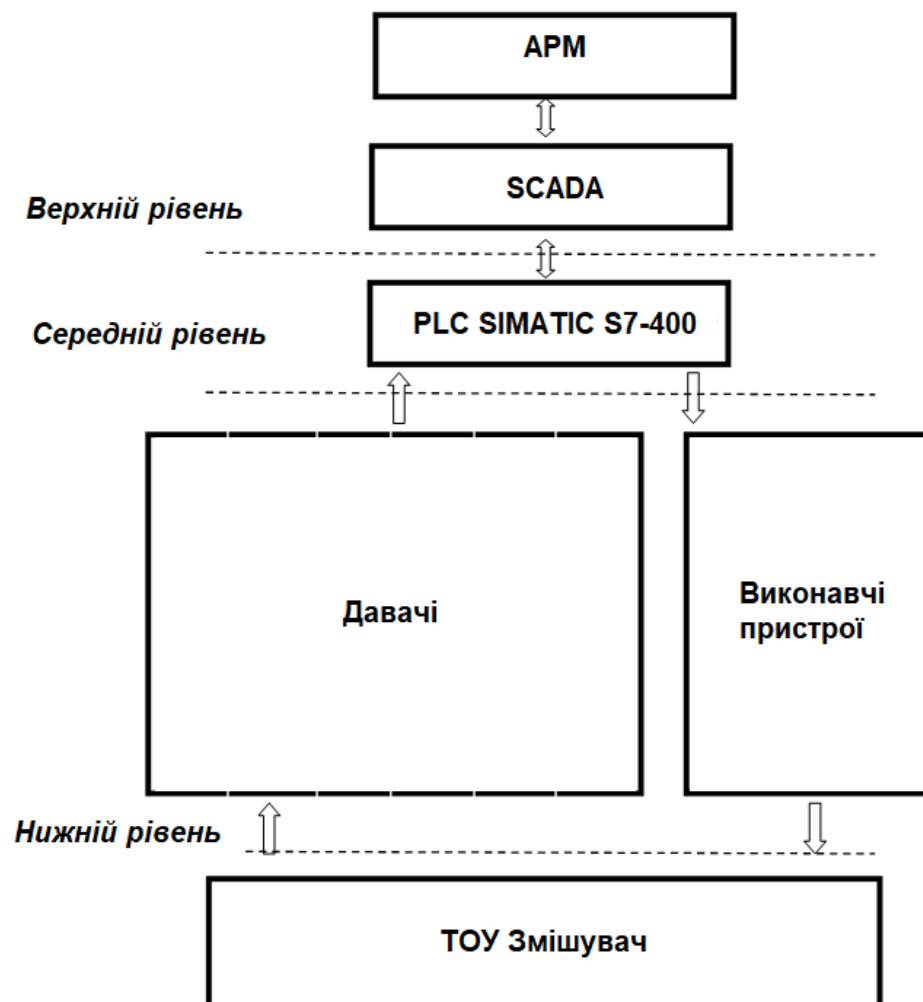 АРМ
SCADA
Верхній рівень
PLC SIMATIC S7-400
Середній рівень
Давачі
Виконавчі
пристрої
Нижній рівень
ТОУ Змішувач